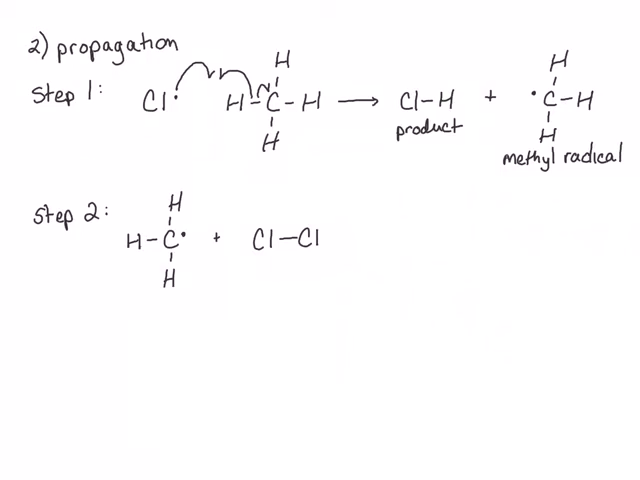 2) propagation
H
H
Step 1: Cl· H-C-H → Cl-H + ·C-H
H
product
H
methyl radical
H
Step 2: H-C· + Cl-Cl
H